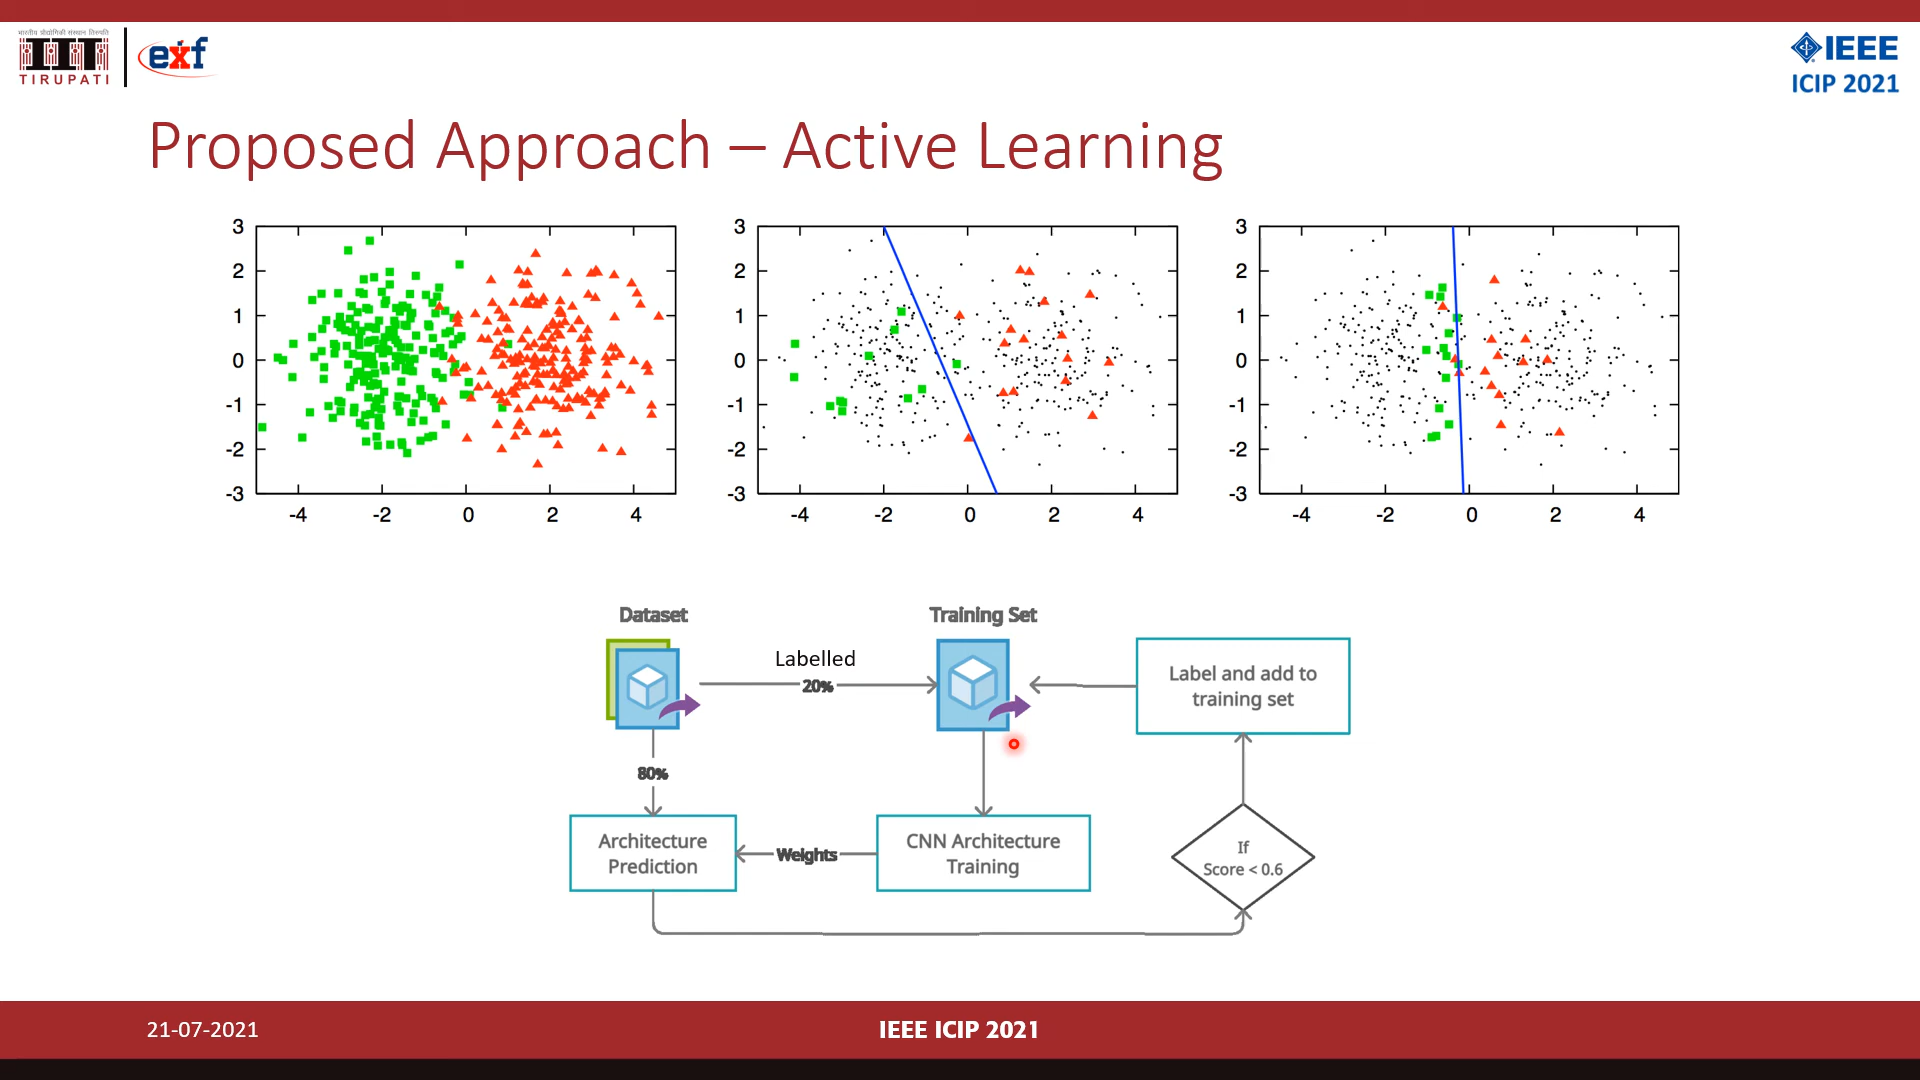 भारतीय प्रौद्योगिकी संस्थान तिरुपति
TIRUPATI
exf
IEEE
ICIP 2021
Proposed Approach – Active Learning
3
2
1
0
-1
-2
-3
-4 -2 0 2 4
3
2
1
0
-1
-2
-3
-4 -2 0 2 4
3
2
1
0
-1
-2
-3
-4 -2 0 2 4
Dataset
Training Set
Labelled
20%
Label and add to
training set
80%
Architecture
Prediction
Weights
CNN Architecture
Training
If
Score < 0.6
21-07-2021
IEEE ICIP 2021